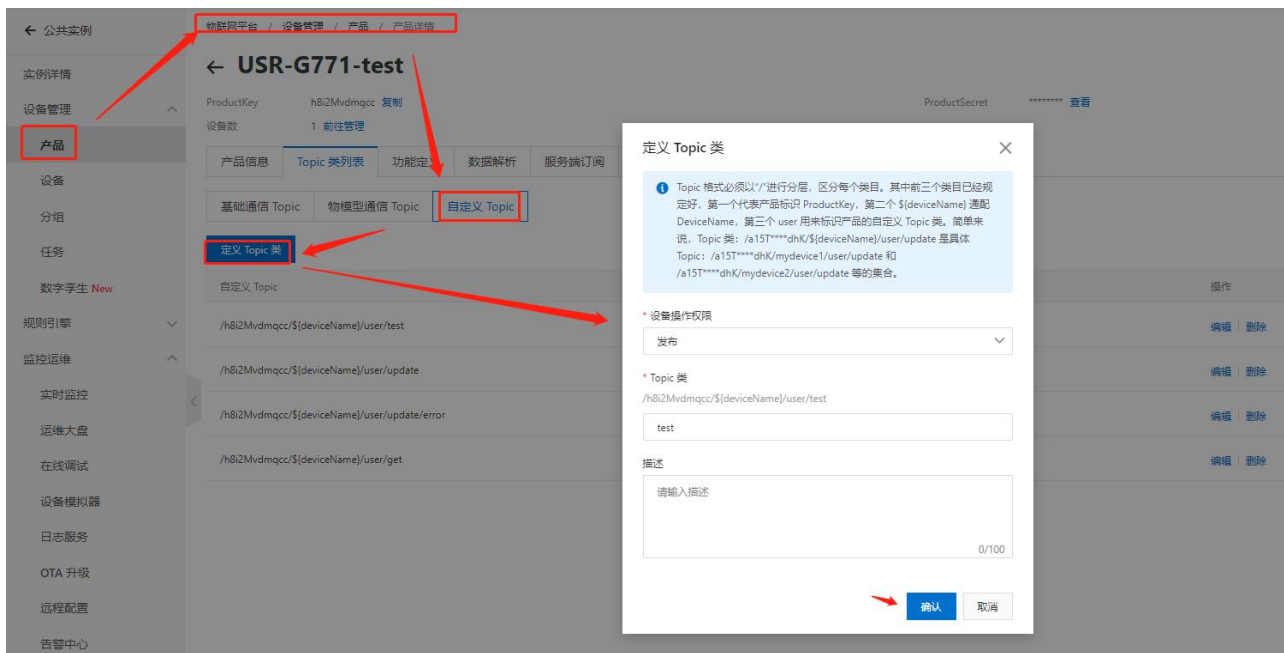 ← 公共实例
物联网平台 / 设备管理 / 产品 / 产品详情
实例详情
设备管理
产品
设备
分组
任务
数字孪生 New
规则引擎
监控运维
实时监控
运维大盘
在线调试
设备模拟器
日志服务
OTA 升级
远程配置
告警中心
← USR-G771-test
ProductKey h8i2Mvdmqcc 复制
ProductSecret ******** 查看
设备数 1 前往管理
产品信息 Topic 类列表 功能定 数据解析 服务端订阅
基础通信 Topic 物模型通信 Topic 自定义 Topic
定义 Topic 类
自定义 Topic 操作
/h8i2Mvdmqcc/${deviceName}/user/test 编辑 删除
/h8i2Mvdmqcc/${deviceName}/user/update 编辑 删除
/h8i2Mvdmqcc/${deviceName}/user/update/error 编辑 删除
/h8i2Mvdmqcc/${deviceName}/user/get 编辑 删除
定义 Topic 类
Topic 格式必须以“/”进行分层，区分每个类目。其中前三个类目已经规
定好，第一个代表产品标识 ProductKey，第二个 ${deviceName} 通配
DeviceName，第三个 user 用来标识产品的自定义 Topic 类。简单来
说，Topic 类：/a15T****dhK/${deviceName}/user/update 是具体
Topic：/a15T****dhK/mydevice1/user/update 和
/a15T****dhK/mydevice2/user/update 等的集合。
* 设备操作权限
发布
* Topic 类
/h8i2Mvdmqcc/${deviceName}/user/test
test
描述
请输入描述
0/100
确认 取消